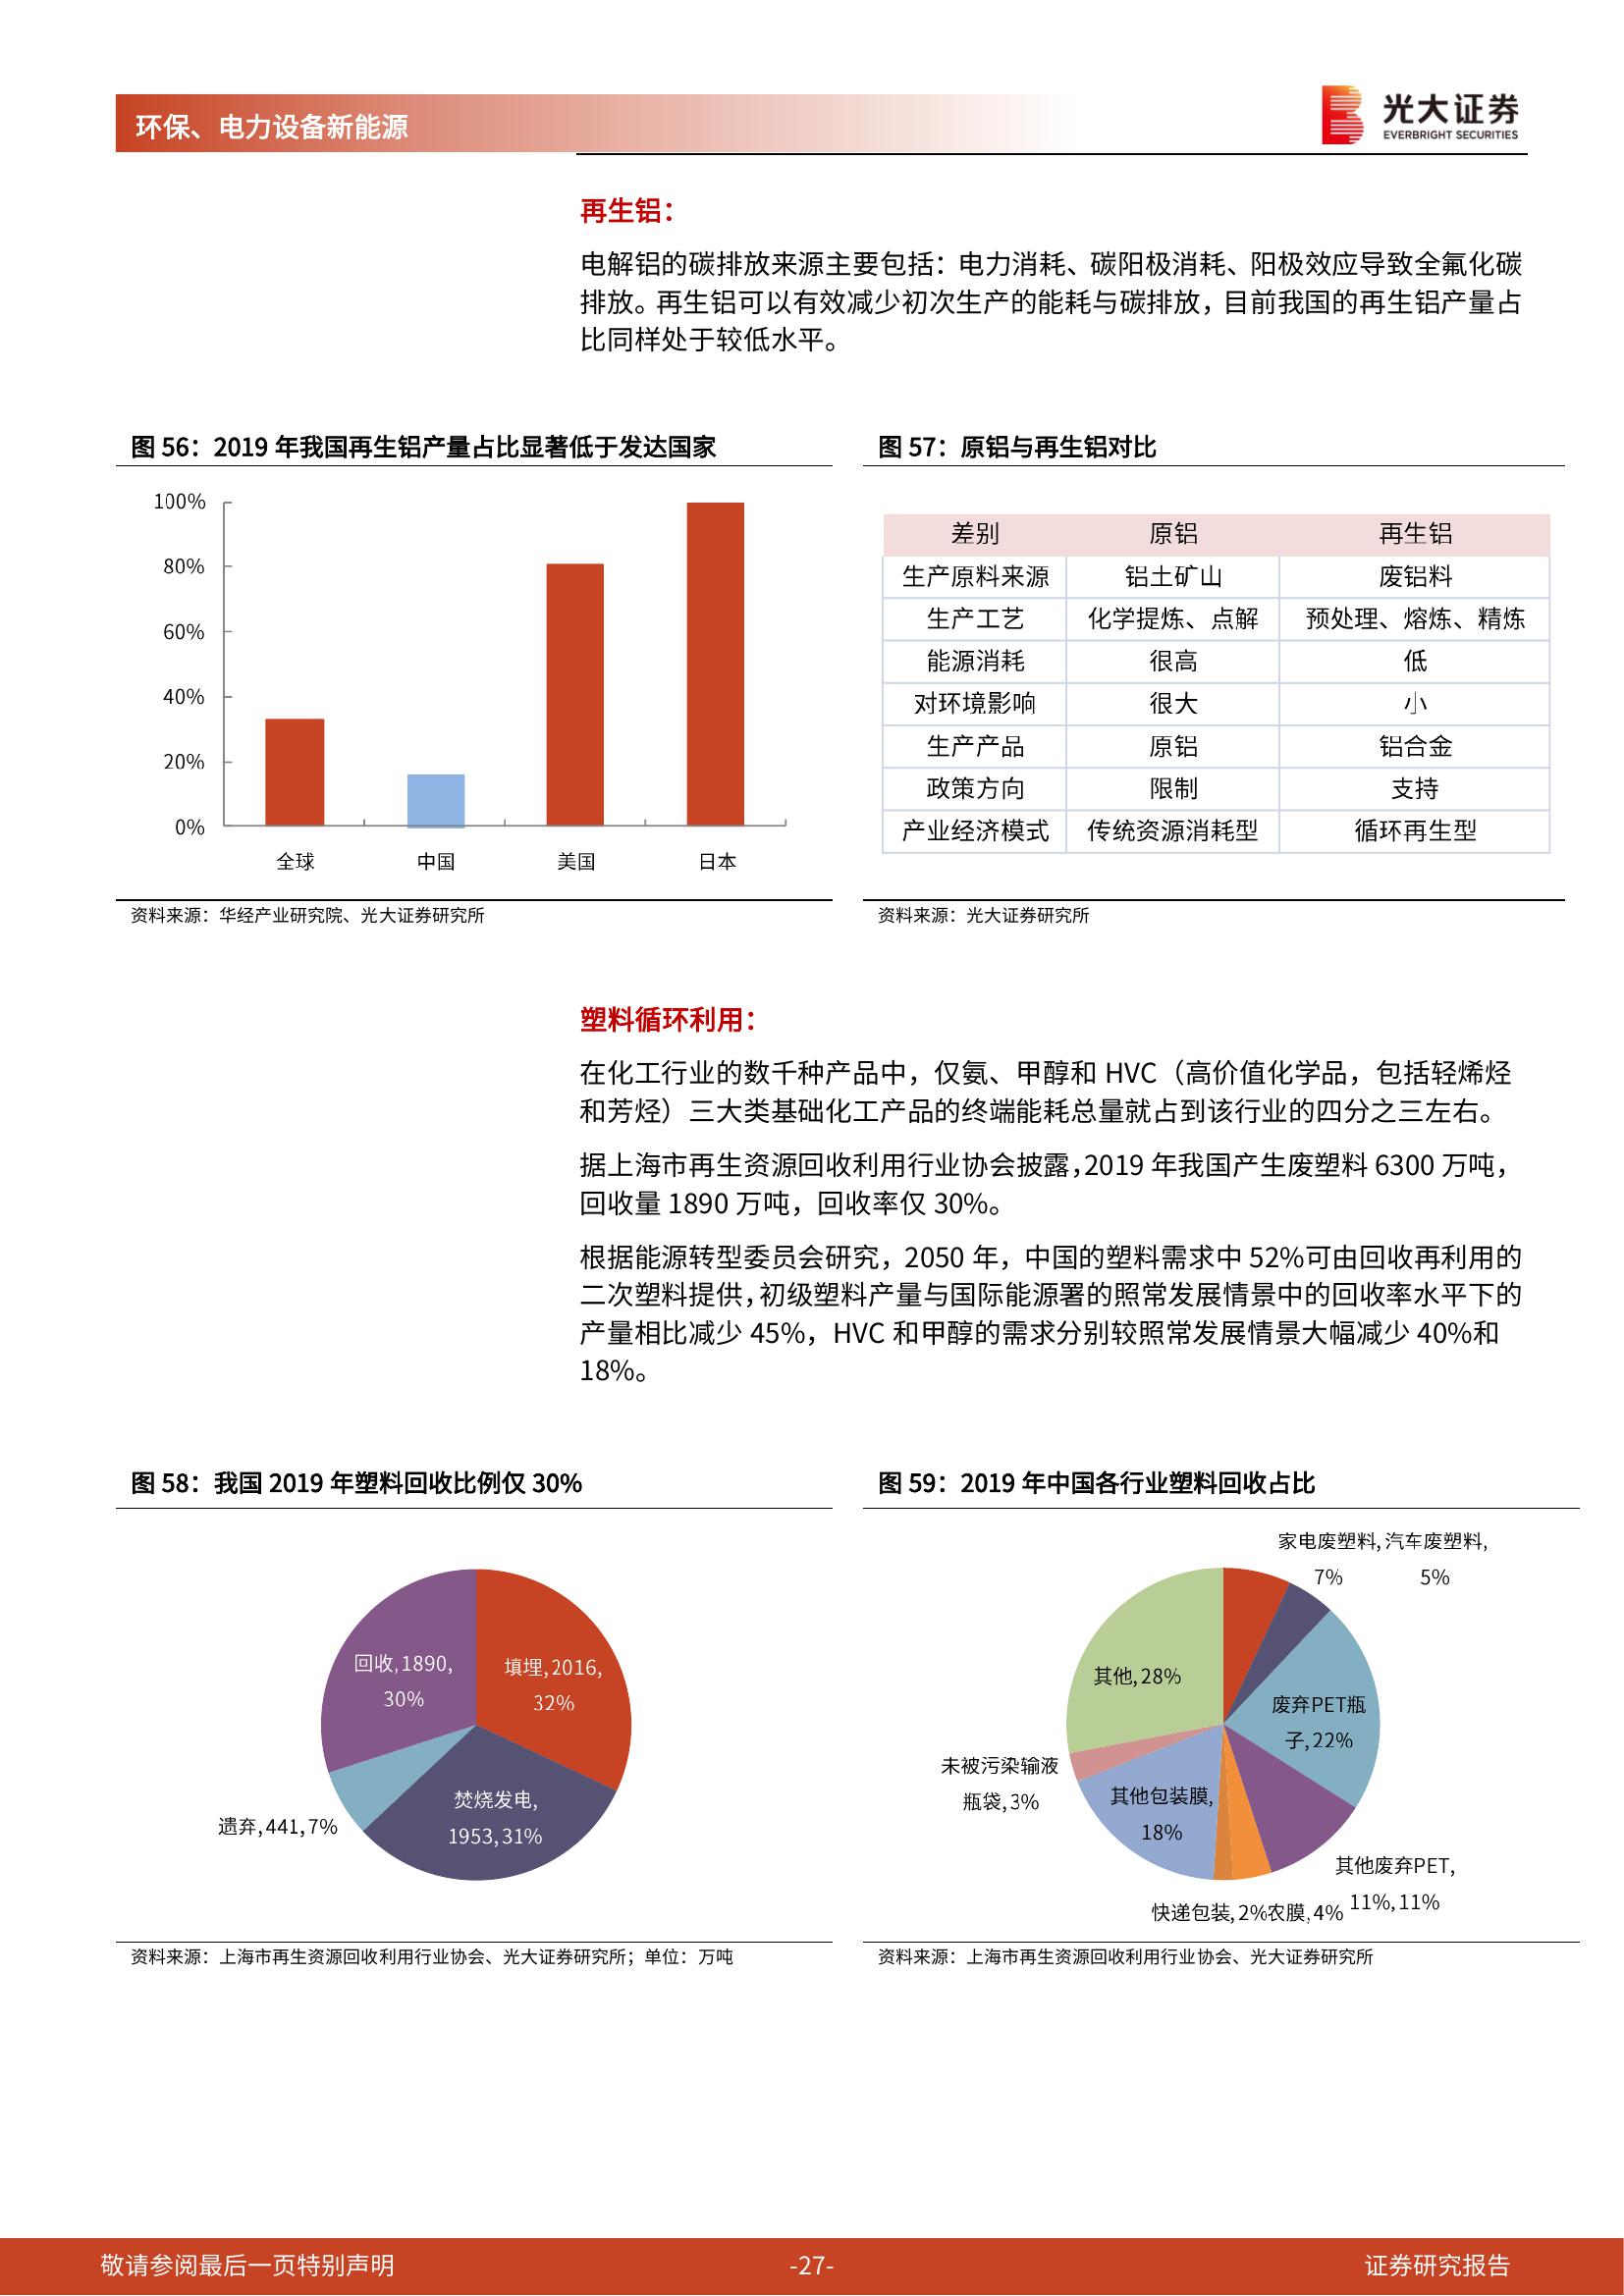 环保、电力设备新能源
光大证券
EVERBRIGHT SECURITIES
再生铝：
电解铝的碳排放来源主要包括：电力消耗、碳阳极消耗、阳极效应导致全氟化碳
排放。再生铝可以有效减少初次生产的能耗与碳排放，目前我国的再生铝产量占
比同样处于较低水平。
图 56：2019 年我国再生铝产量占比显著低于发达国家
100%
80%
60%
40%
20%
0%
全球 中国 美国 日本
资料来源：华经产业研究院、光大证券研究所
图 57：原铝与再生铝对比
差别 原铝 再生铝
生产原料来源 铝土矿山 废铝料
生产工艺 化学提炼、点解 预处理、熔炼、精炼
能源消耗 很高 低
对环境影响 很大 小
生产产品 原铝 铝合金
政策方向 限制 支持
产业经济模式 传统资源消耗型 循环再生型
资料来源：光大证券研究所
塑料循环利用：
在化工行业的数千种产品中，仅氨、甲醇和 HVC（高价值化学品，包括轻烯烃
和芳烃）三大类基础化工产品的终端能耗总量就占到该行业的四分之三左右。
据上海市再生资源回收利用行业协会披露，2019 年我国产生废塑料 6300 万吨，
回收量 1890 万吨，回收率仅 30%。
根据能源转型委员会研究，2050 年，中国的塑料需求中 52%可由回收再利用的
二次塑料提供，初级塑料产量与国际能源署的照常发展情景中的回收率水平下的
产量相比减少 45%，HVC 和甲醇的需求分别较照常发展情景大幅减少 40%和
18%。
图 58：我国 2019 年塑料回收比例仅 30%
回收, 1890,
30%
填埋, 2016,
32%
焚烧发电,
1953, 31%
遗弃, 441, 7%
资料来源：上海市再生资源回收利用行业协会、光大证券研究所；单位：万吨
图 59：2019 年中国各行业塑料回收占比
家电废塑料,
7%
汽车废塑料,
5%
其他, 28%
废弃PET瓶
子, 22%
未被污染输液
瓶袋, 3%
其他包装膜,
18%
其他废弃PET,
11%, 11%
快递包装, 2%
农膜, 4%
资料来源：上海市再生资源回收利用行业协会、光大证券研究所
敬请参阅最后一页特别声明
-27-
证券研究报告